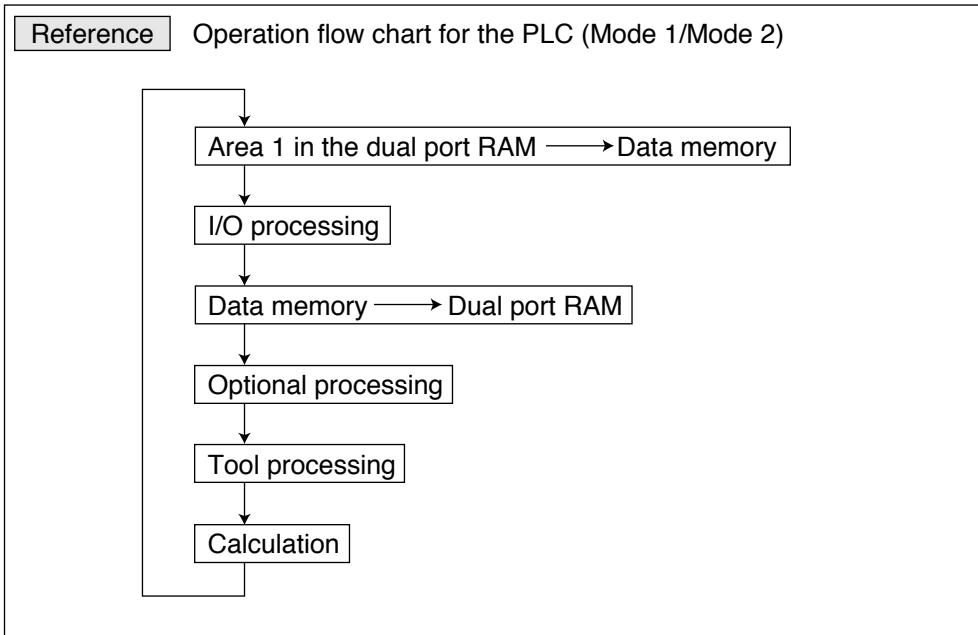 Reference Operation flow chart for the PLC (Mode 1/Mode 2)
Area 1 in the dual port RAM → Data memory
I/O processing
Data memory → Dual port RAM
Optional processing
Tool processing
Calculation